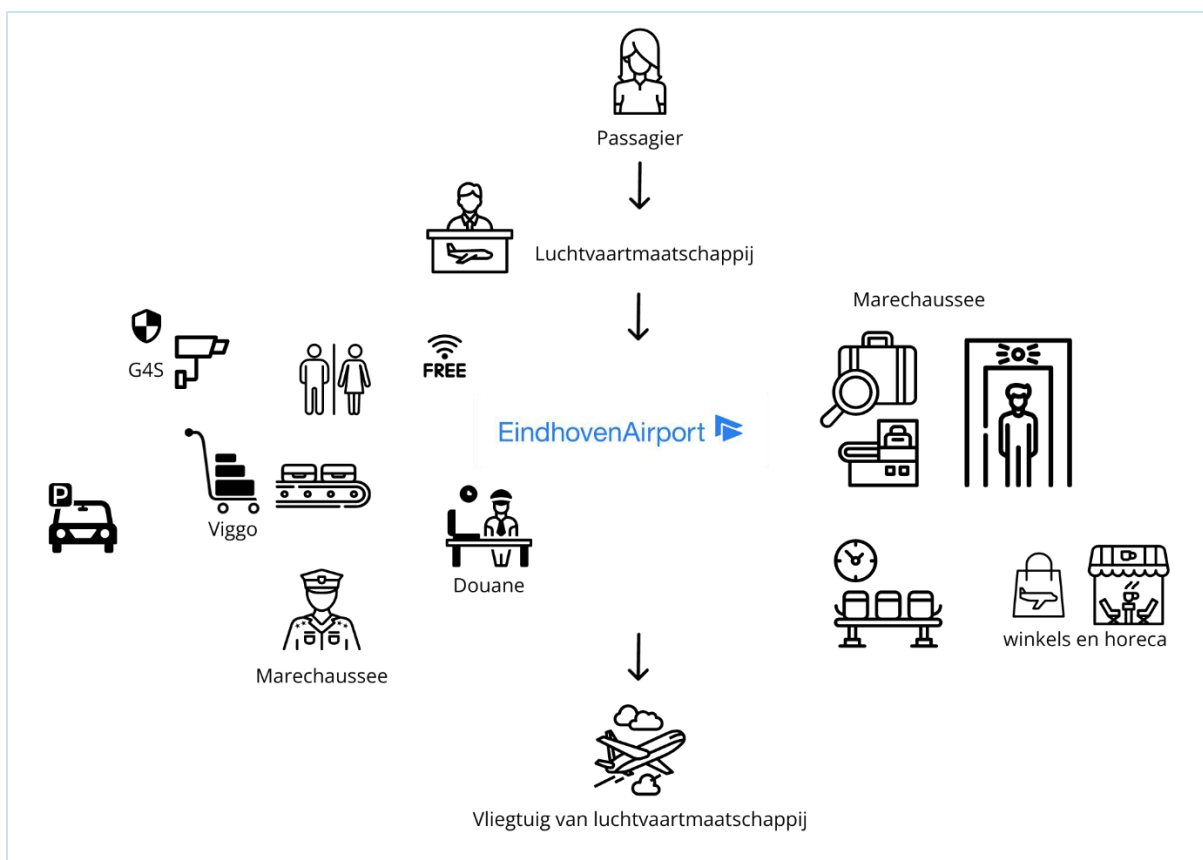 Passagier
Luchtvaartmaatschappij
Marechaussee
G4S
FREE
EindhovenAirport
P
Viggo
Douane
Marechaussee
winkels en horeca
Vliegtuig van luchtvaartmaatschappij